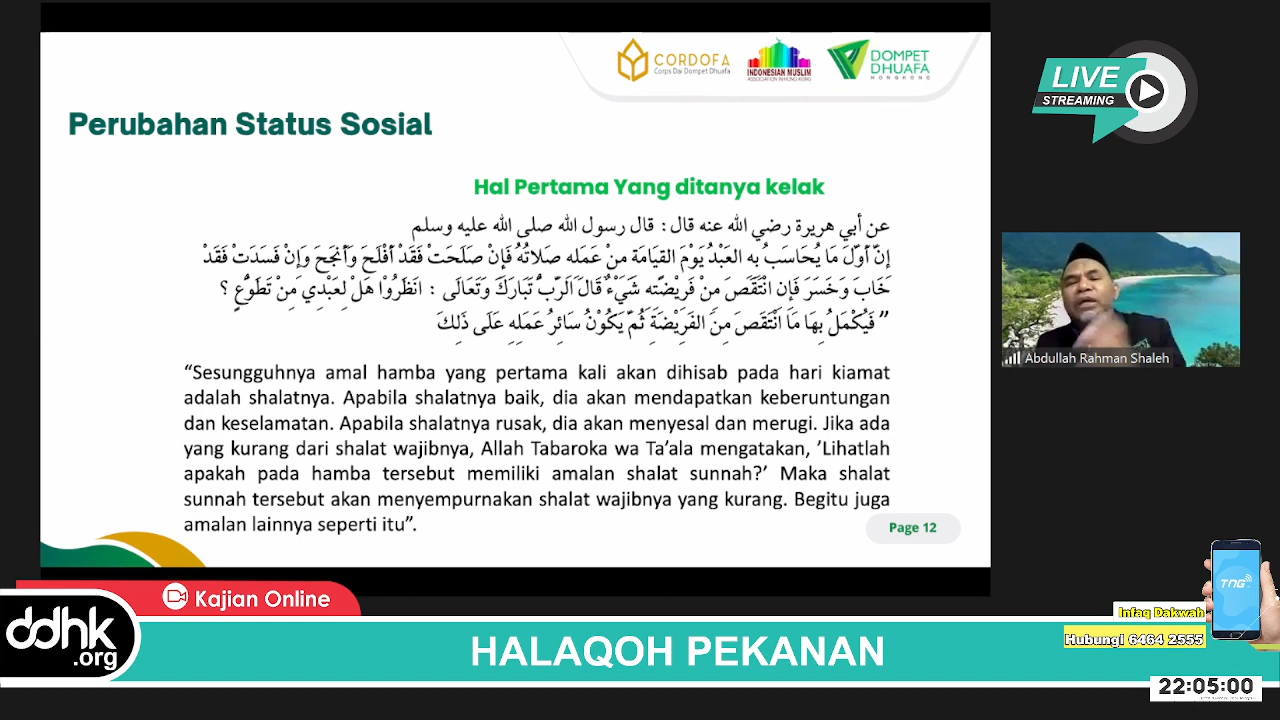 CORDOFA
Corps Dai Dompet Dhuafa
INDONESIAN MUSLIM
ASSOCIATION IN HONG KONG
DOMPET
DHUAFA
HONGKONG
LIVE
STREAMING
Perubahan Status Sosial
Hal Pertama Yang ditanya kelak
عن أبي هريرة رضي الله عنه قال : قال رسول الله صلى الله عليه وسلم
إِنَّ أَوَّلَ مَا يُحَاسَبُ بِهِ العَبْدُ يَوْمَ القِيَامَةِ مِنْ عَمَلِهِ صَلَاتُهُ فَإِنْ صَلَحَتْ فَقَدْ أَفْلَحَ وَأَنْجَحَ وَإِنْ فَسَدَتْ فَقَدْ
خَابَ وَخَسَرَ فَإِنِ انْتَقَصَ مِنْ فَرِيضَتِهِ شَيْءٌ قَالَ الرَّبُّ تَبَارَكَ وَتَعَالَى : انْظُرُوا هَلْ لِعَبْدِي مِنْ تَطَوُّعٍ ؟
” فَيُكْمَلُ بِهَا مَا انْتَقَصَ مِنَ الفَرِيْضَةِ ثُمَّ يَكُوْنُ سَائِرُ عَمَلِهِ عَلَى ذَلِكَ
“Sesungguhnya amal hamba yang pertama kali akan dihisab pada hari kiamat
adalah shalatnya. Apabila shalatnya baik, dia akan mendapatkan keberuntungan
dan keselamatan. Apabila shalatnya rusak, dia akan menyesal dan merugi. Jika ada
yang kurang dari shalat wajibnya, Allah Tabaroka wa Ta’ala mengatakan, ’Lihatlah
apakah pada hamba tersebut memiliki amalan shalat sunnah?’ Maka shalat
sunnah tersebut akan menyempurnakan shalat wajibnya yang kurang. Begitu juga
amalan lainnya seperti itu”.
Page 12
Abdullah Rahman Shaleh
Kajian Online
ddhk
.org
HALAQOH PEKANAN
TNG
Infaq Dakwah
Hubungi 6464 2555
22:05:00